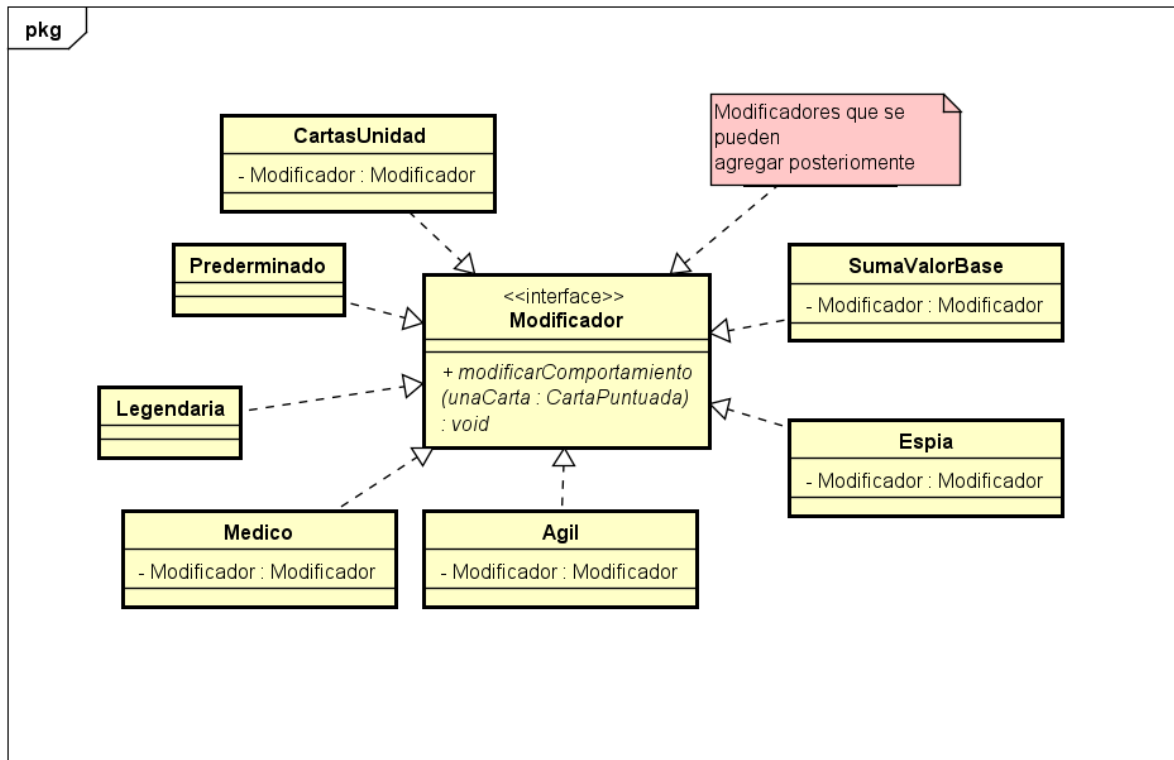 pkg
CartasUnidad
- Modificador : Modificador
Modificadores que se
pueden
agregar posteriomente
Prederminado
<<interface>>
Modificador
+ modificarComportamiento
(unaCarta : CartaPuntuada)
: void
SumaValorBase
- Modificador : Modificador
Legendaria
Espia
- Modificador : Modificador
Medico
- Modificador : Modificador
Agil
- Modificador : Modificador